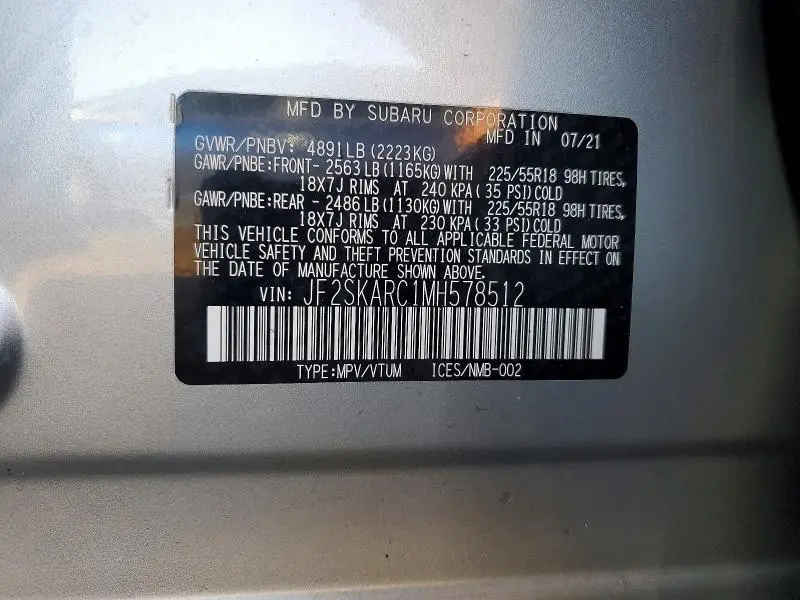 MFD BY SUBARU CORPORATION
MFD IN 07/21
GVWR/PNBV: 4891LB(2223KG)
GAWR/PNBE:FRONT- 2563LB(1165KG)WITH 225/55R18 98H TIRES,
18X7J RIMS AT 240 KPA(35 PSI)COLD
GAWR/PNBE:REAR - 2486LB(1130KG)WITH 225/55R18 98H TIRES,
18X7J RIMS AT 230 KPA(33 PSI)COLD
THIS VEHICLE CONFORMS TO ALL APPLICABLE FEDERAL MOTOR
VEHICLE SAFETY AND THEFT PREVENTION STANDARDS IN EFFECT ON
THE DATE OF MANUFACTURE SHOWN ABOVE.
VIN: JF2SKARC1MH578512
TYPE:MPV/VTUM ICES/NMB-002